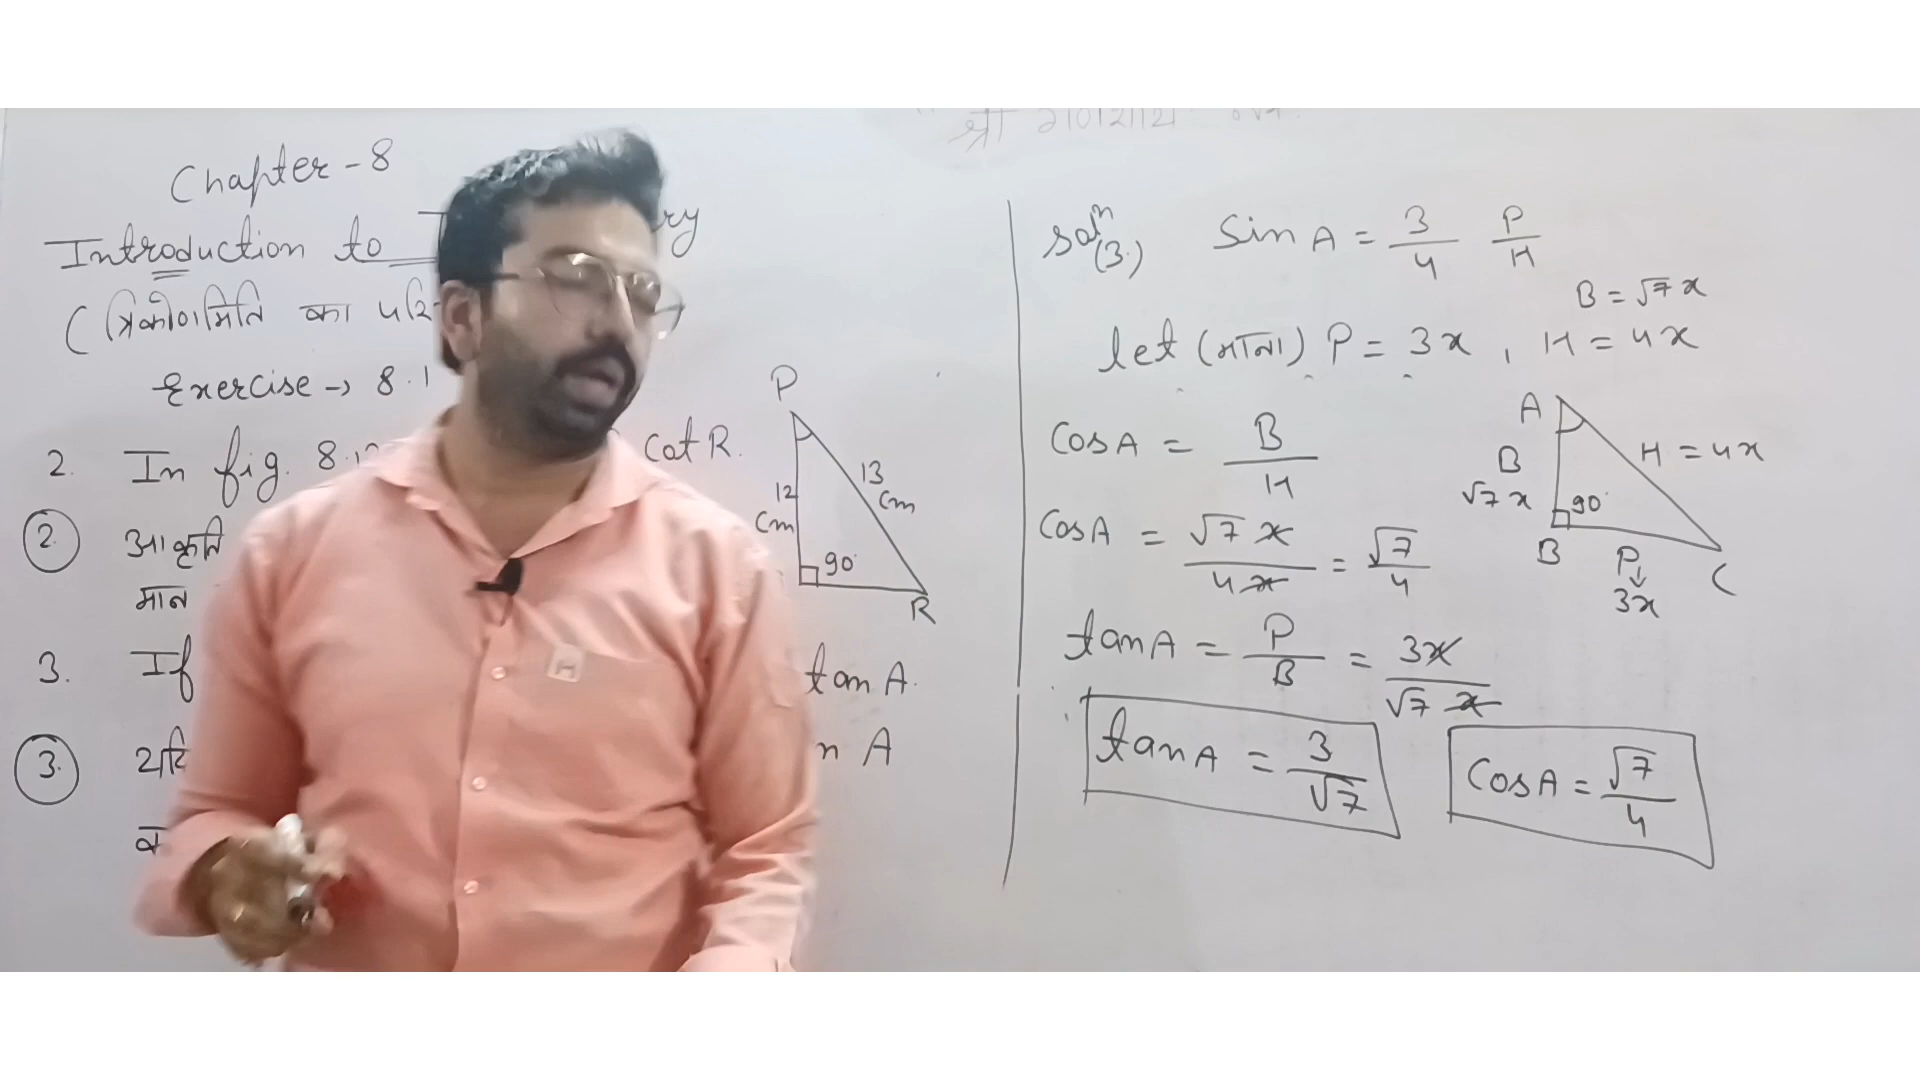 श्री
Chapter - 8
Introduction to
(त्रिकोणमिति का
Exercise → 8.1
2. In fig. 8.1 cot R.
2. आकृति
मान
3. If tan A.
3. यदि n A
P
12 cm
13 cm
90°
R
Solⁿ (3.) Sin A = 3/4 P/H
B = √7 x
let (माना) P = 3x , H = 4x
Cos A = B/H
Cos A = √7 x / 4x = √7/4
tan A = P/B = 3x / √7 x
tan A = 3/√7
Cos A = √7/4
A
H = 4x
B
√7 x
90°
B
P
↓
3x
C
H